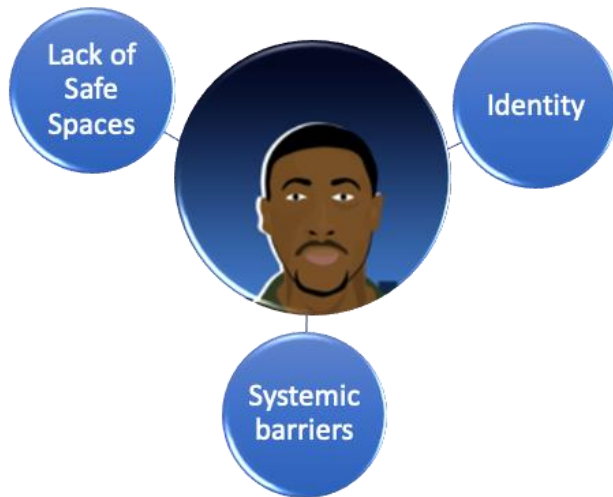 Lack of
Safe
Spaces
Identity
Systemic
barriers